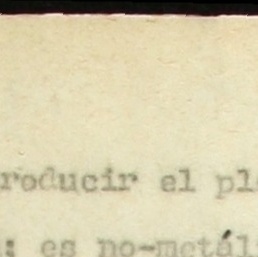 roducir el pl
: es no-metál